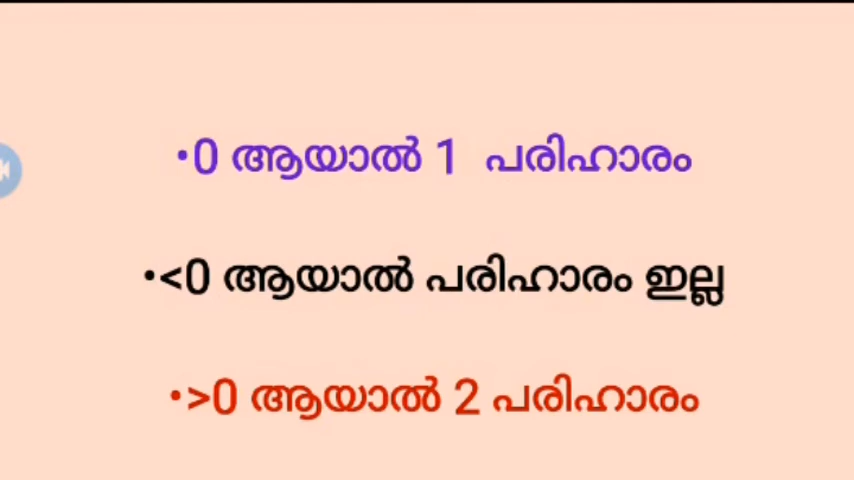 •0 ആയാൽ 1 പരിഹാരം
•<0 ആയാൽ പരിഹാരം ഇല്ല
•>0 ആയാൽ 2 പരിഹാരം